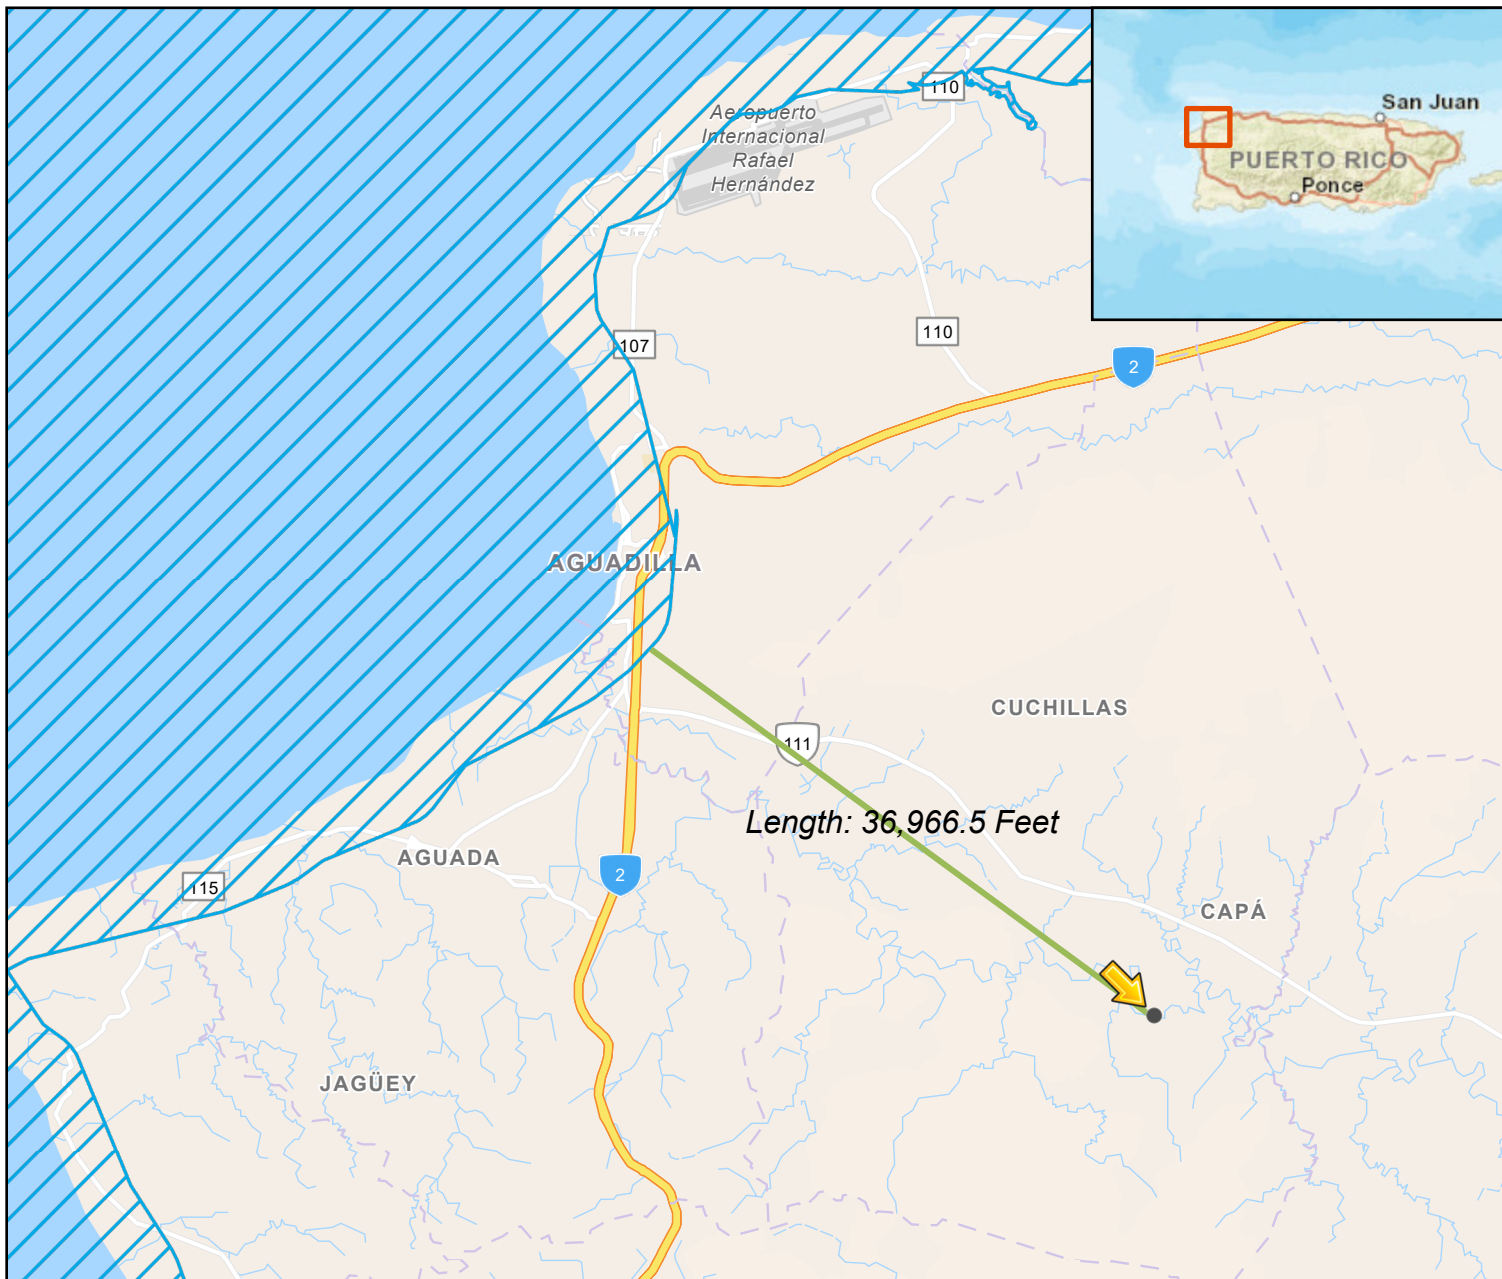 110
Aeropuerto
Internacional
Rafael
Hernández
San Juan
PUERTO RICO
Ponce
107
110
2
AGUADILLA
CUCHILLAS
111
Length: 36,966.5 Feet
AGUADA
2
115
CAPÁ
JAGÜEY